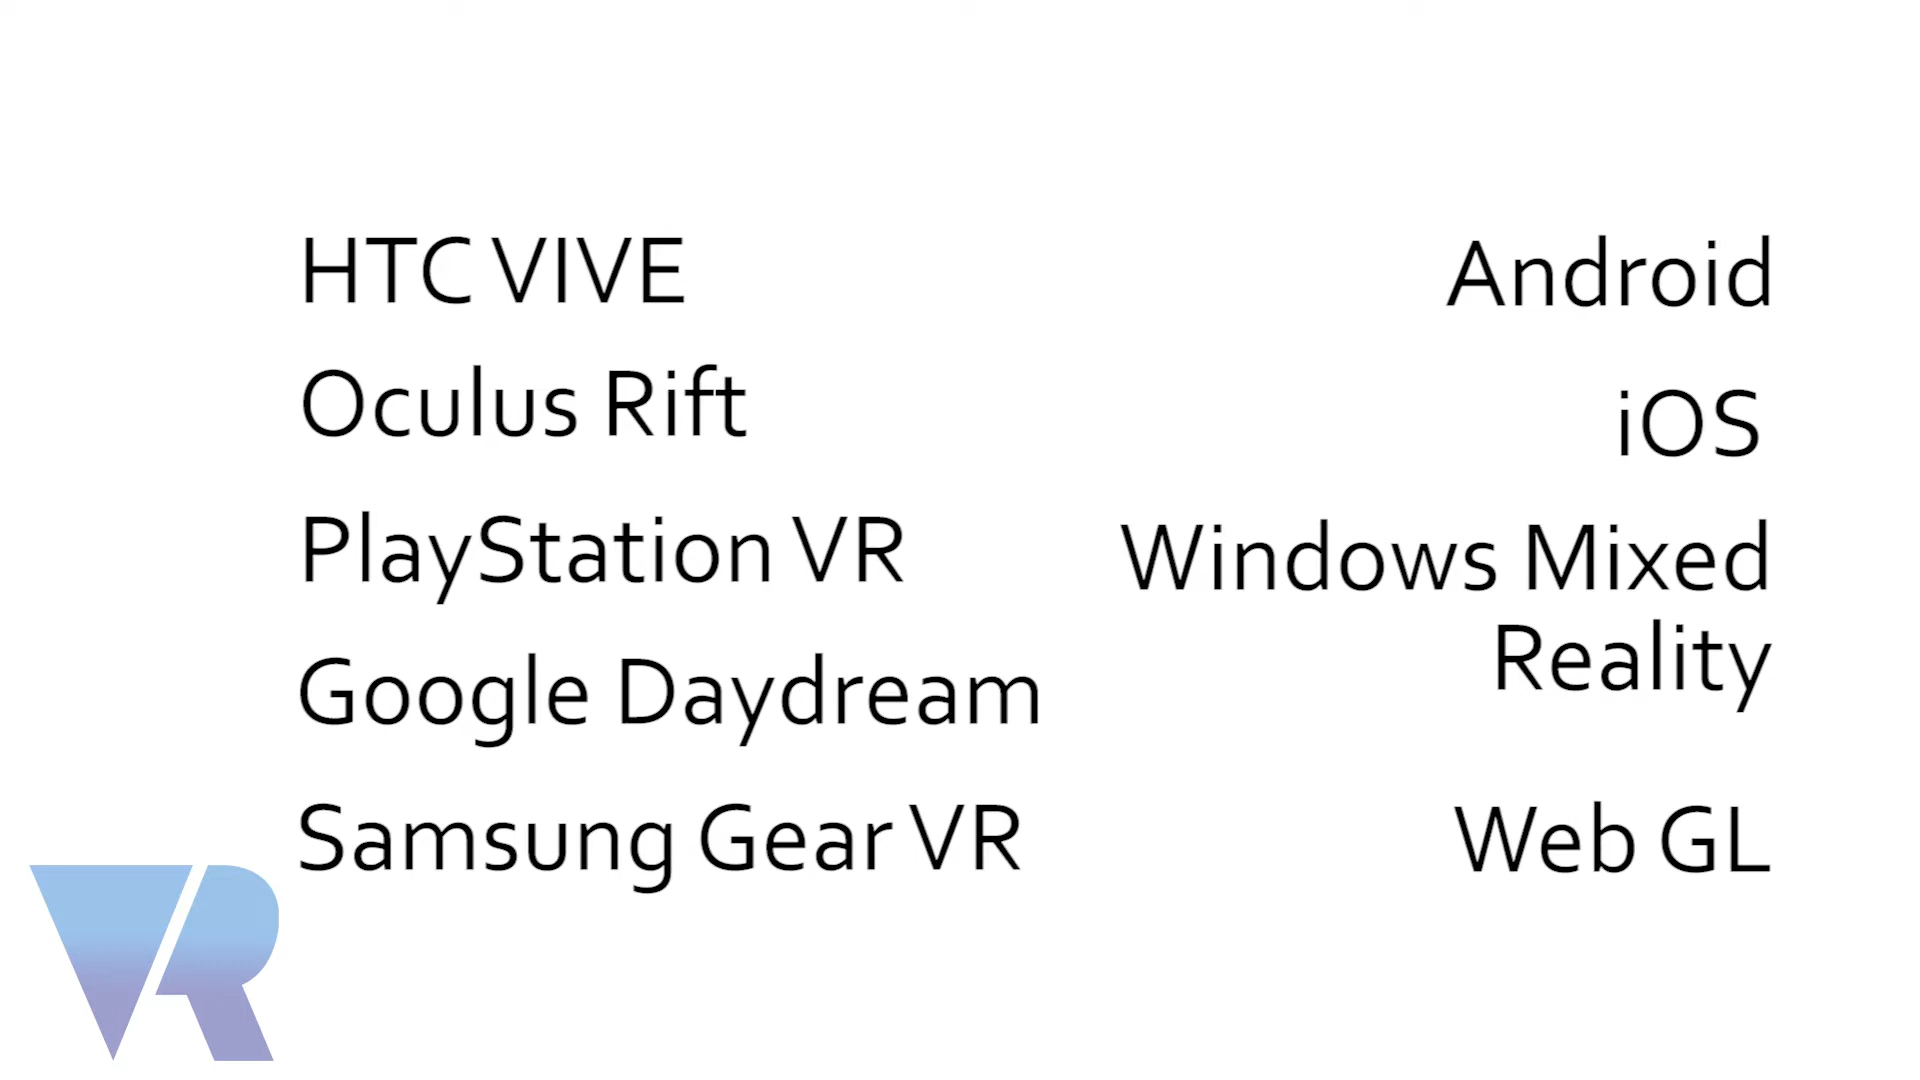 HTC VIVE
Oculus Rift
PlayStation VR
Google Daydream
Samsung Gear VR
Android
iOS
Windows Mixed
Reality
Web GL
VR